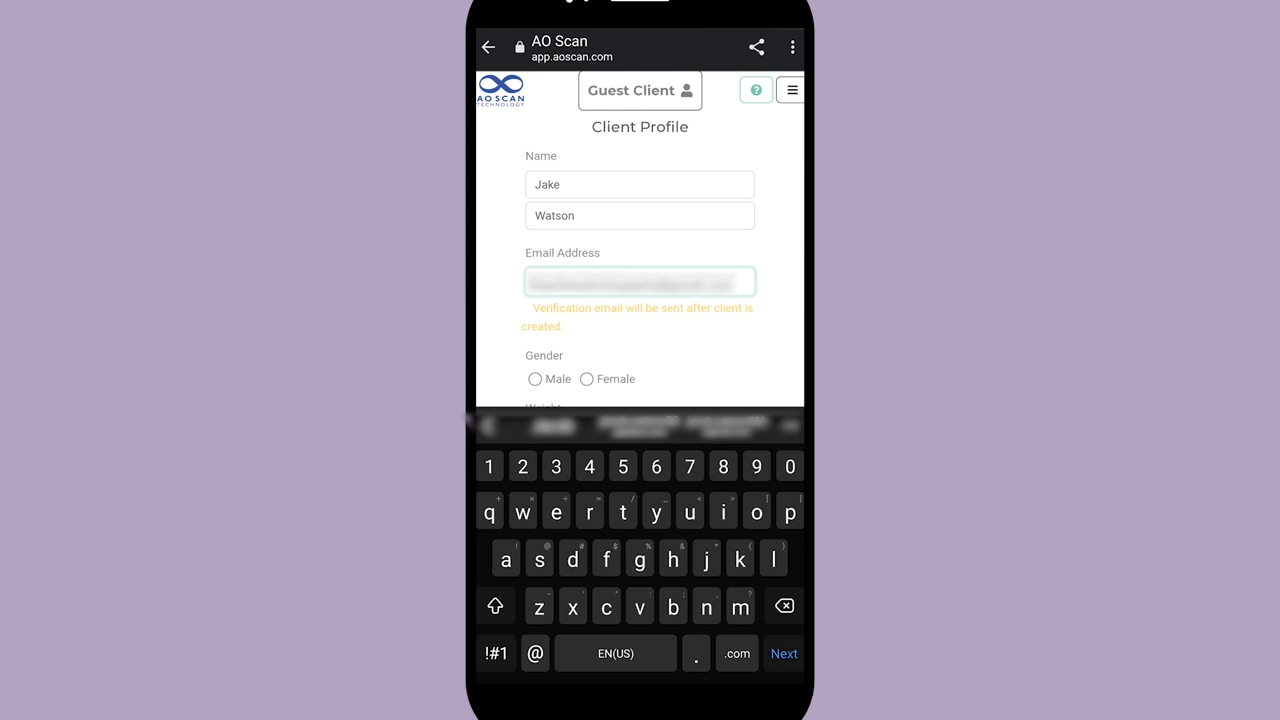 AO Scan
app.aoscan.com
AO SCAN
TECHNOLOGY
Guest Client
Client Profile
Name
Jake
Watson
Email Address
Verification email will be sent after client is
created.
Gender
Male Female
1 2 3 4 5 6 7 8 9 0
q w e r t y u i o p
a s d f g h j k l
z x c v b n m
!#1 @ EN(US) . .com Next